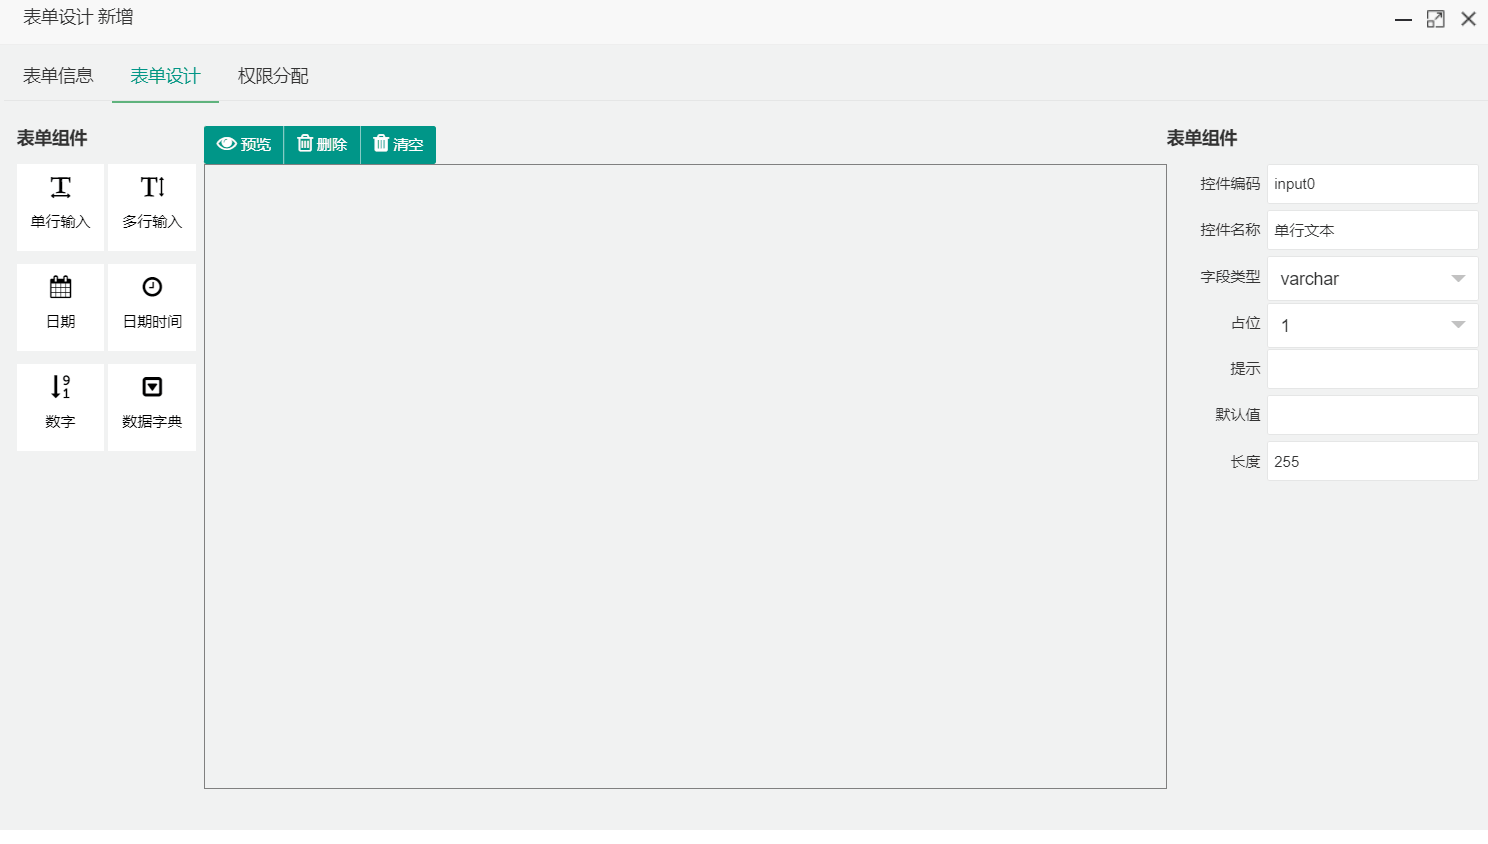 表单设计 新增
表单信息 表单设计 权限分配
表单组件
单行输入 多行输入
日期 日期时间
数字 数据字典
预览 删除 清空
表单组件
控件编码 input0
控件名称 单行文本
字段类型 varchar
占位 1
提示
默认值
长度 255